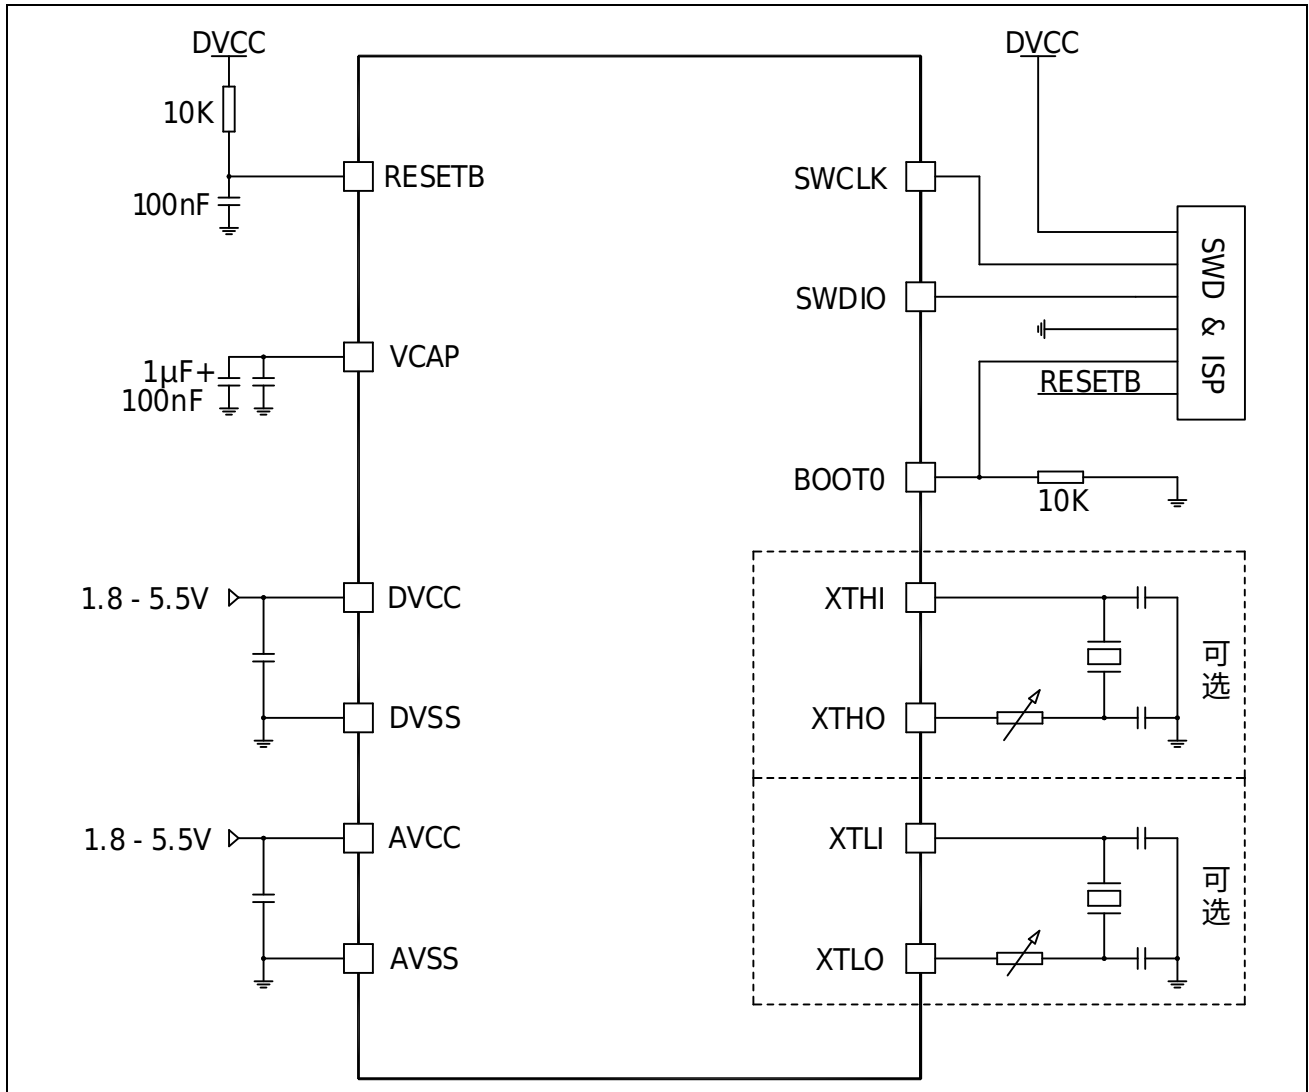 DVCC
10K
RESETB
100nF
VCAP
1μF+
100nF
1.8 - 5.5V
DVCC
DVSS
1.8 - 5.5V
AVCC
AVSS
DVCC
SWCLK
SWDIO
SWD & ISP
RESETB
BOOT0
10K
XTHI
XTHO
可选
XTLI
XTLO
可选